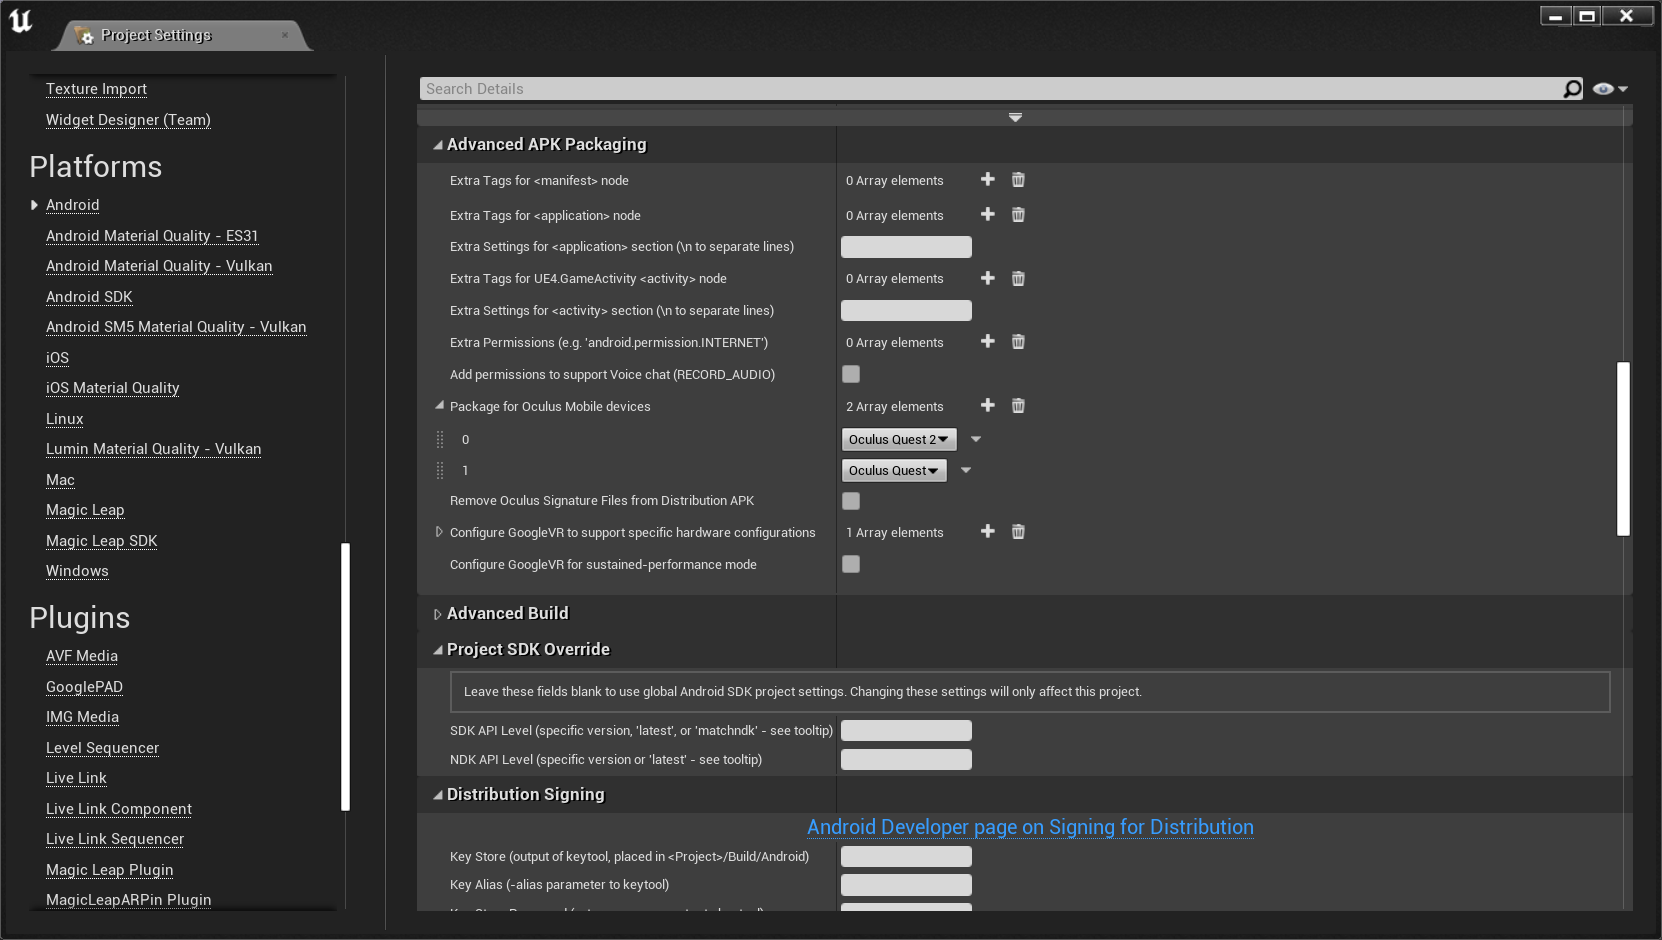 Project Settings
Texture Import
Widget Designer (Team)
Platforms
Android
Android Material Quality - ES31
Android Material Quality - Vulkan
Android SDK
Android SM5 Material Quality - Vulkan
iOS
iOS Material Quality
Linux
Lumin Material Quality - Vulkan
Mac
Magic Leap
Magic Leap SDK
Windows
Plugins
AVF Media
GooglePAD
IMG Media
Level Sequencer
Live Link
Live Link Component
Live Link Sequencer
Magic Leap Plugin
MagicLeapARPin Plugin
Search Details
Advanced APK Packaging
Extra Tags for <manifest> node 0 Array elements
Extra Tags for <application> node 0 Array elements
Extra Settings for <application> section (\n to separate lines)
Extra Tags for UE4.GameActivity <activity> node 0 Array elements
Extra Settings for <activity> section (\n to separate lines)
Extra Permissions (e.g. 'android.permission.INTERNET') 0 Array elements
Add permissions to support Voice chat (RECORD_AUDIO)
Package for Oculus Mobile devices 2 Array elements
0 Oculus Quest 2
1 Oculus Quest
Remove Oculus Signature Files from Distribution APK
Configure GoogleVR to support specific hardware configurations 1 Array elements
Configure GoogleVR for sustained-performance mode
Advanced Build
Project SDK Override
Leave these fields blank to use global Android SDK project settings. Changing these settings will only affect this project.
SDK API Level (specific version, 'latest', or 'matchndk' - see tooltip)
NDK API Level (specific version or 'latest' - see tooltip)
Distribution Signing
Android Developer page on Signing for Distribution
Key Store (output of keytool, placed in <Project>/Build/Android)
Key Alias (-alias parameter to keytool)